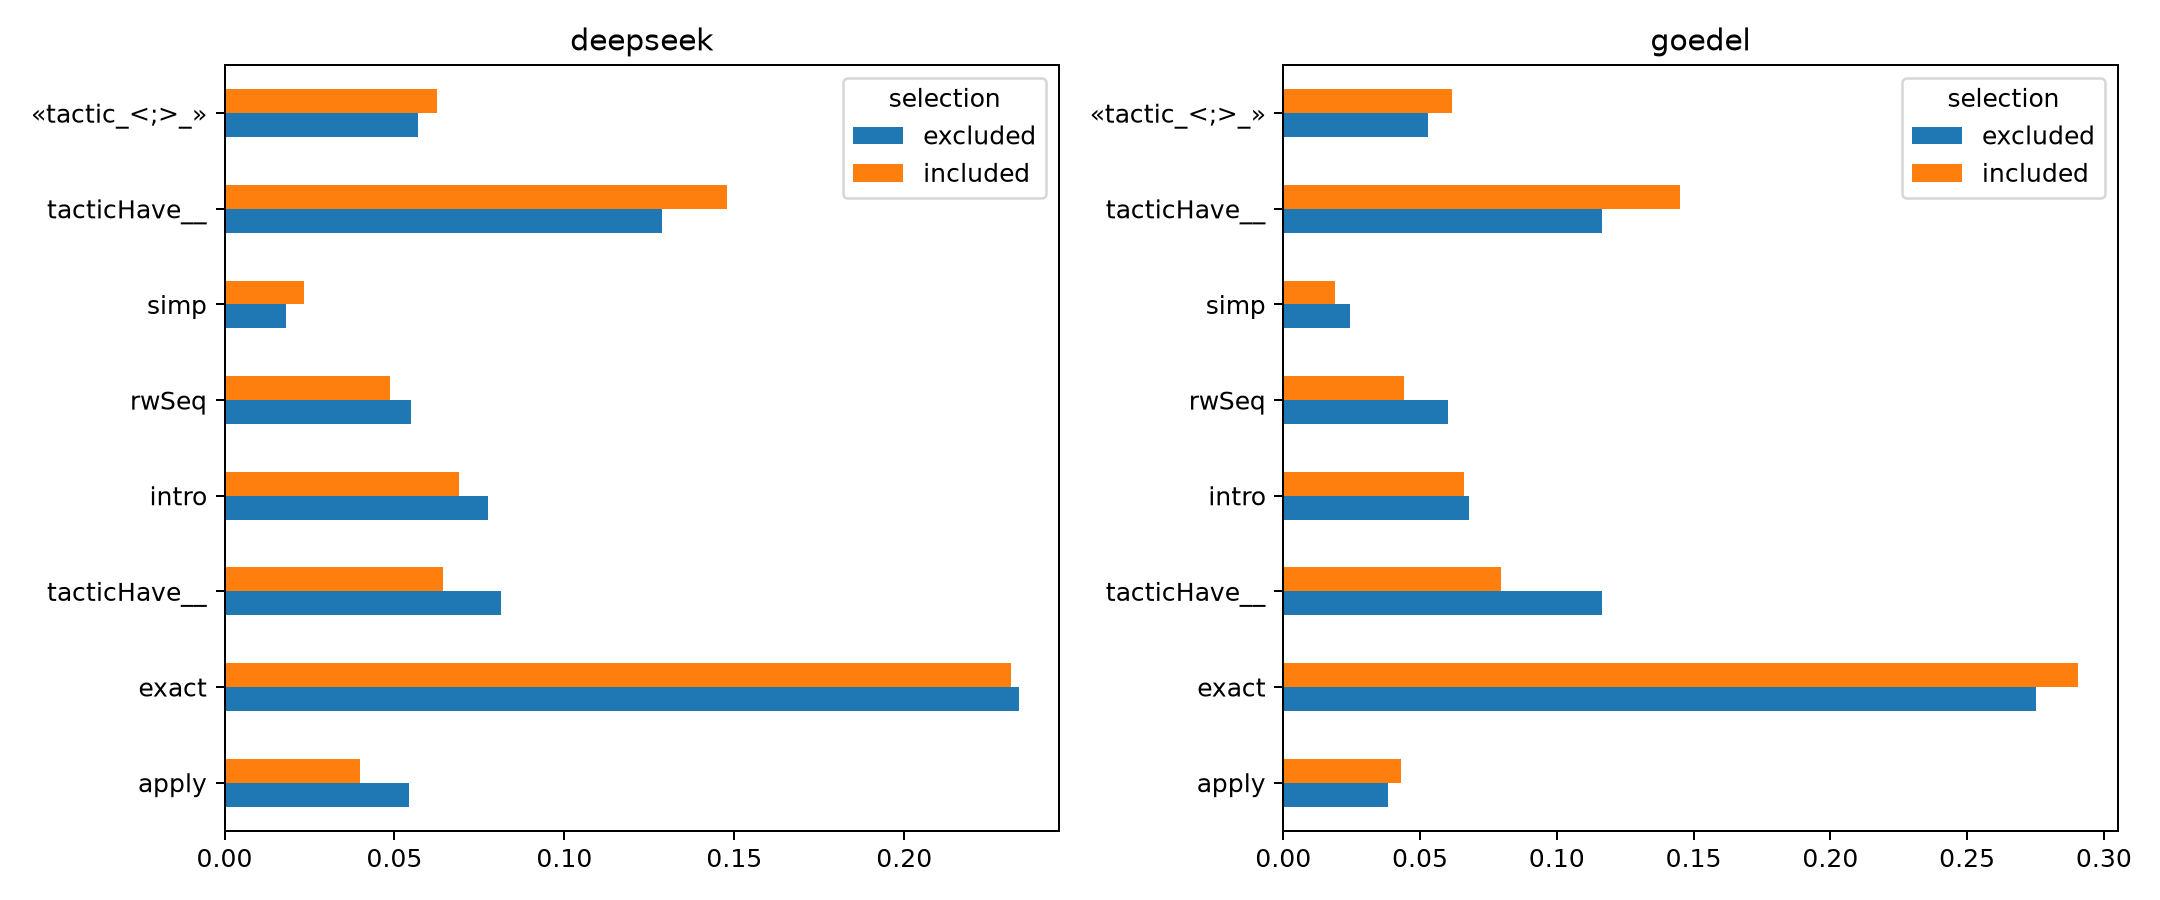 deepseek
«tactic_<;>_»
tacticHave__
simp
rwSeq
intro
tacticHave__
exact
apply
0.00 0.05 0.10 0.15 0.20
selection
excluded
included
goedel
«tactic_<;>_»
tacticHave__
simp
rwSeq
intro
tacticHave__
exact
apply
0.00 0.05 0.10 0.15 0.20 0.25 0.30
selection
excluded
included